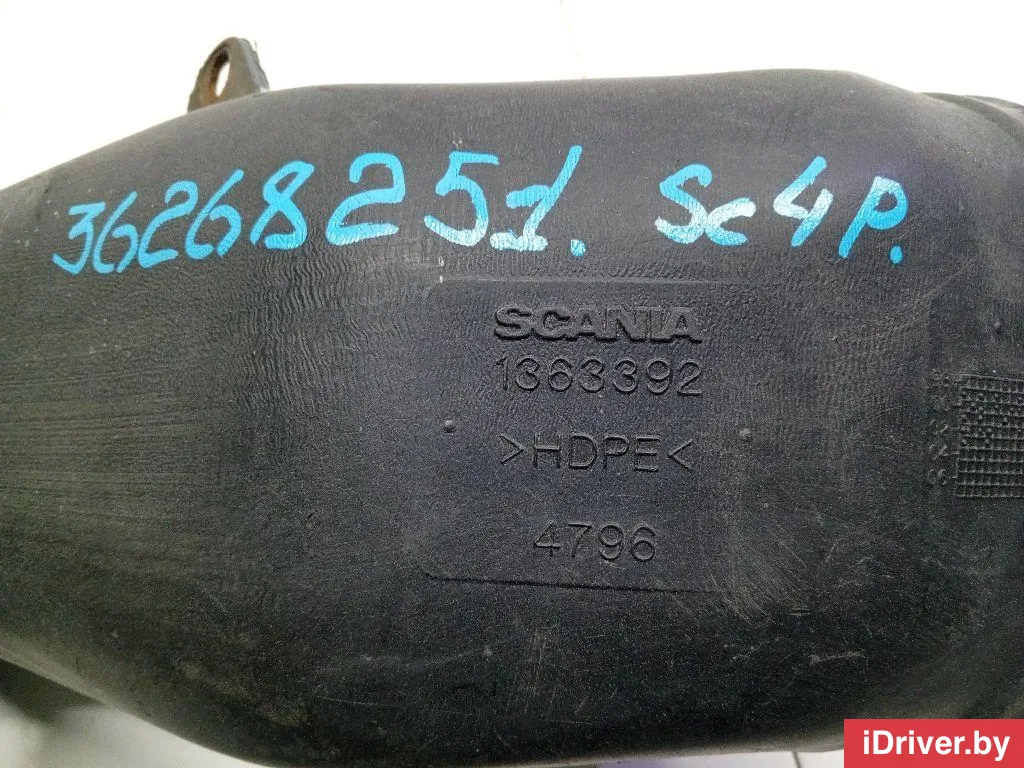 36268251. Sc4P.
SCANIA
1363392
>HDPE<
4796
iDriver.by